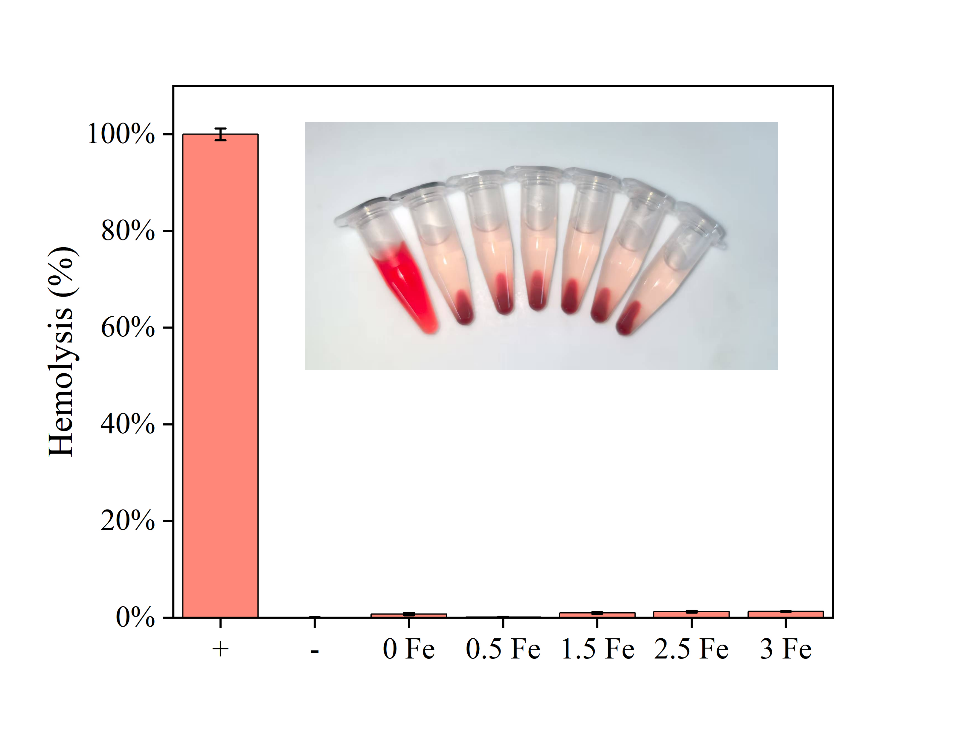 Hemolysis (%)
100%
80%
60%
40%
20%
0%
+
-
0 Fe
0.5 Fe
1.5 Fe
2.5 Fe
3 Fe